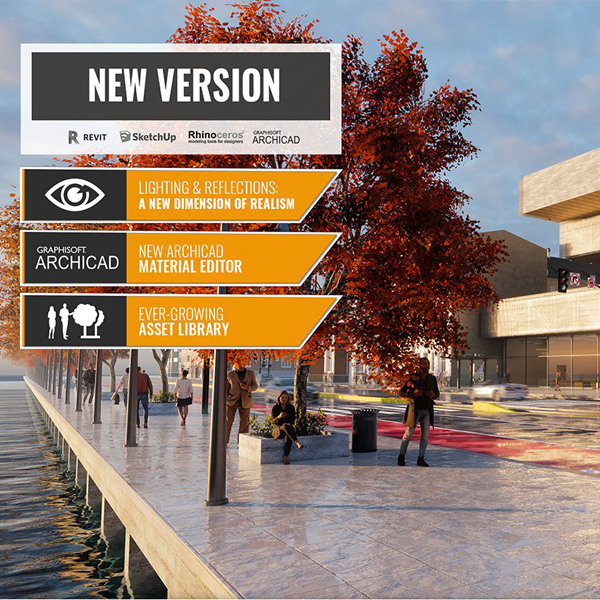 NEW VERSION
R REVIT SketchUp Rhinoceros® GRAPHISOFT.
modeling tools for designers ARCHICAD
LIGHTING & REFLECTIONS:
A NEW DIMENSION OF REALISM
GRAPHISOFT.
ARCHICAD
NEW ARCHICAD
MATERIAL EDITOR
EVER-GROWING
ASSET LIBRARY